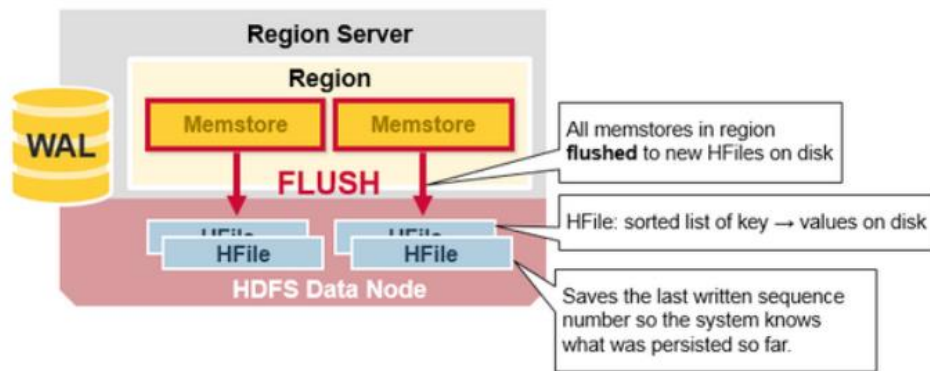 Region Server
Region
WAL
Memstore
Memstore
All memstores in region
flushed to new HFiles on disk
FLUSH
HFile: sorted list of key → values on disk
HFile
HFile
HFile
HFile
HDFS Data Node
Saves the last written sequence
number so the system knows
what was persisted so far.